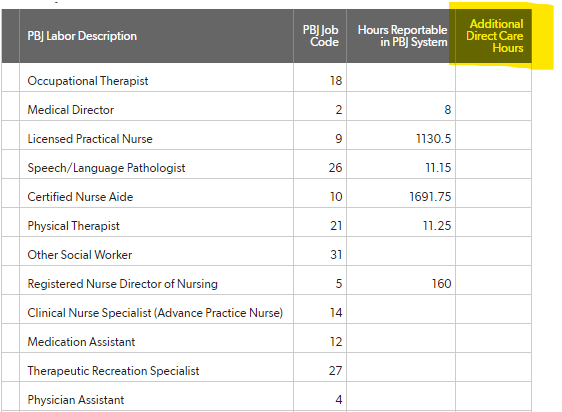 PBJ Labor Description PBJ Job Code Hours Reportable in PBJ System Additional Direct Care Hours
Occupational Therapist 18
Medical Director 2 8
Licensed Practical Nurse 9 1130.5
Speech/Language Pathologist 26 11.15
Certified Nurse Aide 10 1691.75
Physical Therapist 21 11.25
Other Social Worker 31
Registered Nurse Director of Nursing 5 160
Clinical Nurse Specialist (Advance Practice Nurse) 14
Medication Assistant 12
Therapeutic Recreation Specialist 27
Physician Assistant 4